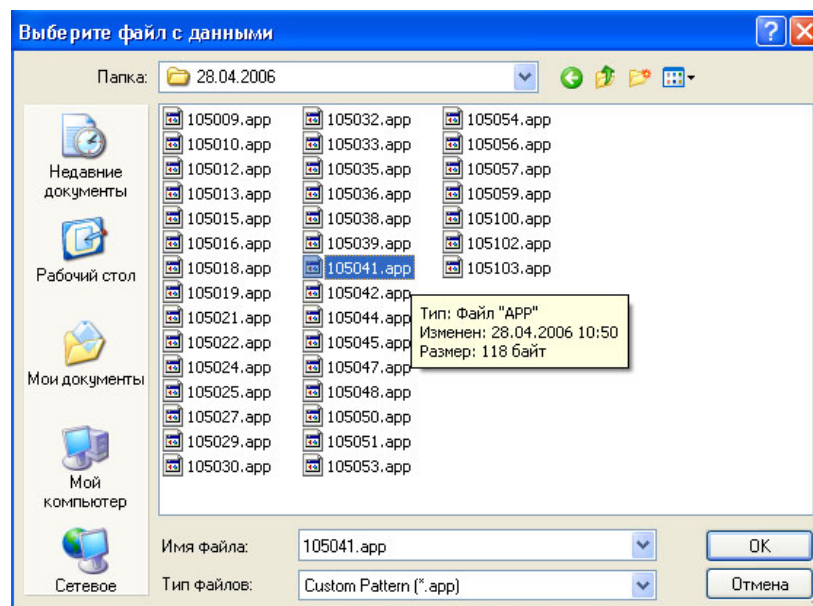 Выберите файл с данными
Папка: 28.04.2006
Недавние
документы
Рабочий стол
Мои документы
Мой
компьютер
Сетевое
105009.app
105010.app
105012.app
105013.app
105015.app
105016.app
105018.app
105019.app
105021.app
105022.app
105024.app
105025.app
105027.app
105029.app
105030.app
105032.app
105033.app
105035.app
105036.app
105038.app
105039.app
105041.app
105042.app
105044.app
105045.app
105047.app
105048.app
105050.app
105051.app
105053.app
105054.app
105056.app
105057.app
105059.app
105100.app
105102.app
105103.app
Тип: Файл "APP"
Изменен: 28.04.2006 10:50
Размер: 118 байт
Имя файла: 105041.app OK
Тип файлов: Custom Pattern (*.app) Отмена